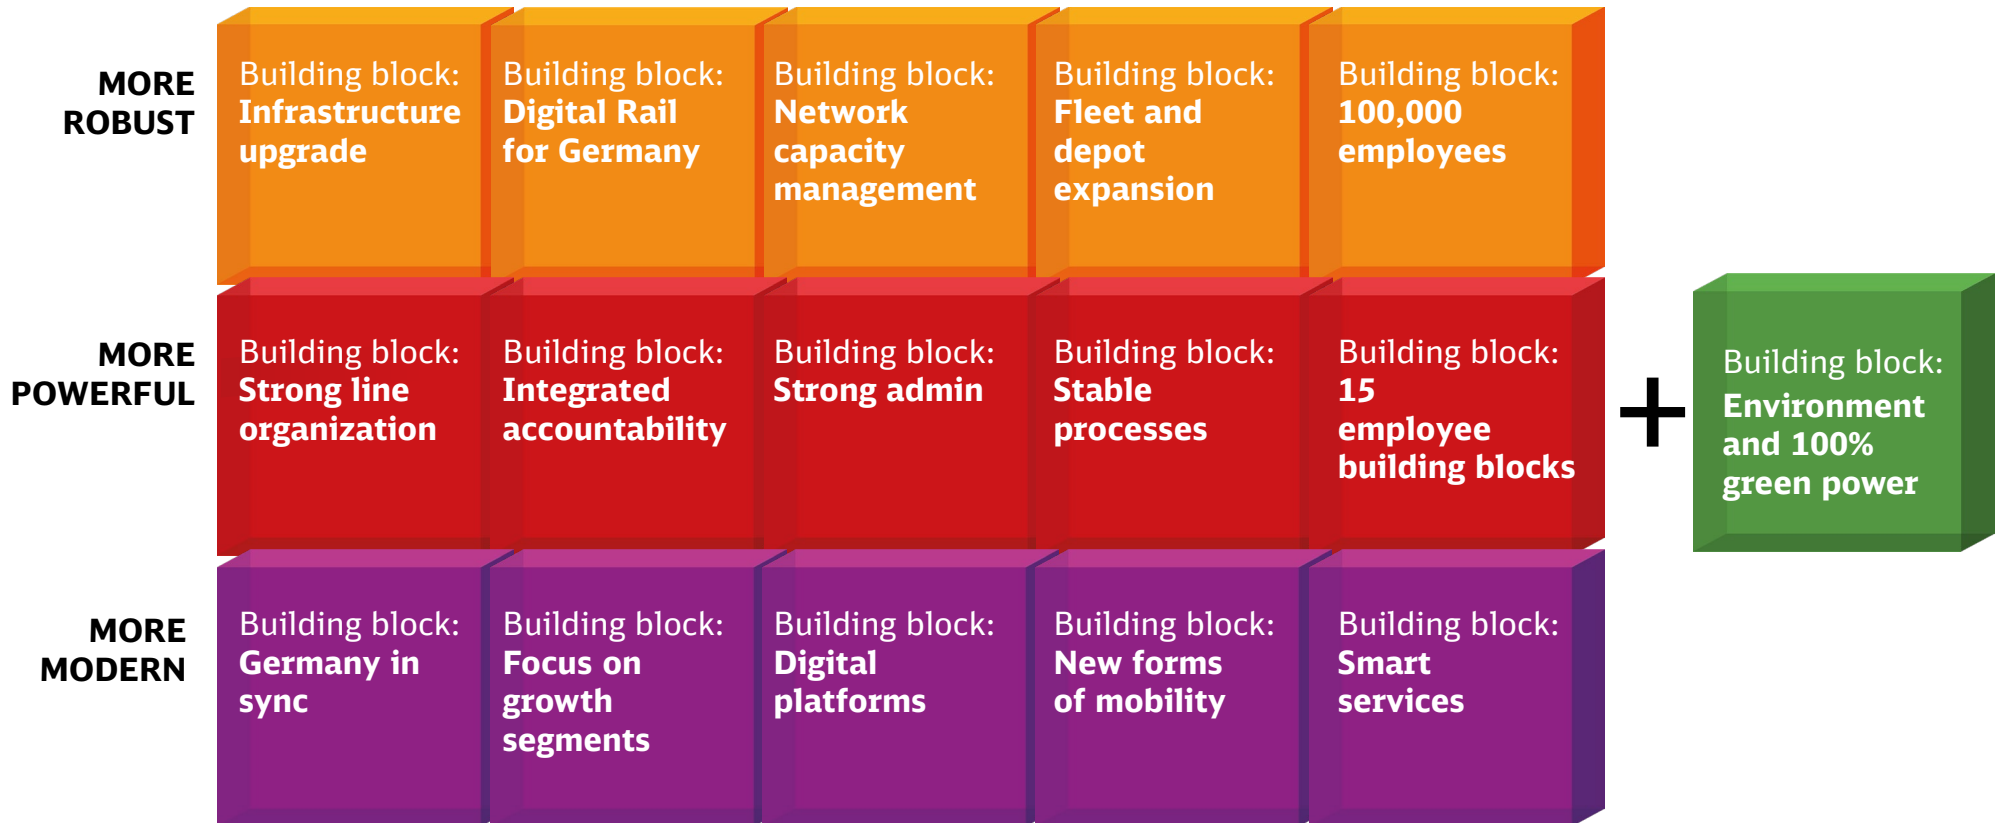 MORE
ROBUST
Building block:
Infrastructure
upgrade
Building block:
Digital Rail
for Germany
Building block:
Network
capacity
management
Building block:
Fleet and
depot
expansion
Building block:
100,000
employees
MORE
POWERFUL
Building block:
Strong line
organization
Building block:
Integrated
accountability
Building block:
Strong admin
Building block:
Stable
processes
Building block:
15
employee
building blocks
+
Building block:
Environment
and 100%
green power
MORE
MODERN
Building block:
Germany in
sync
Building block:
Focus on
growth
segments
Building block:
Digital
platforms
Building block:
New forms
of mobility
Building block:
Smart
services